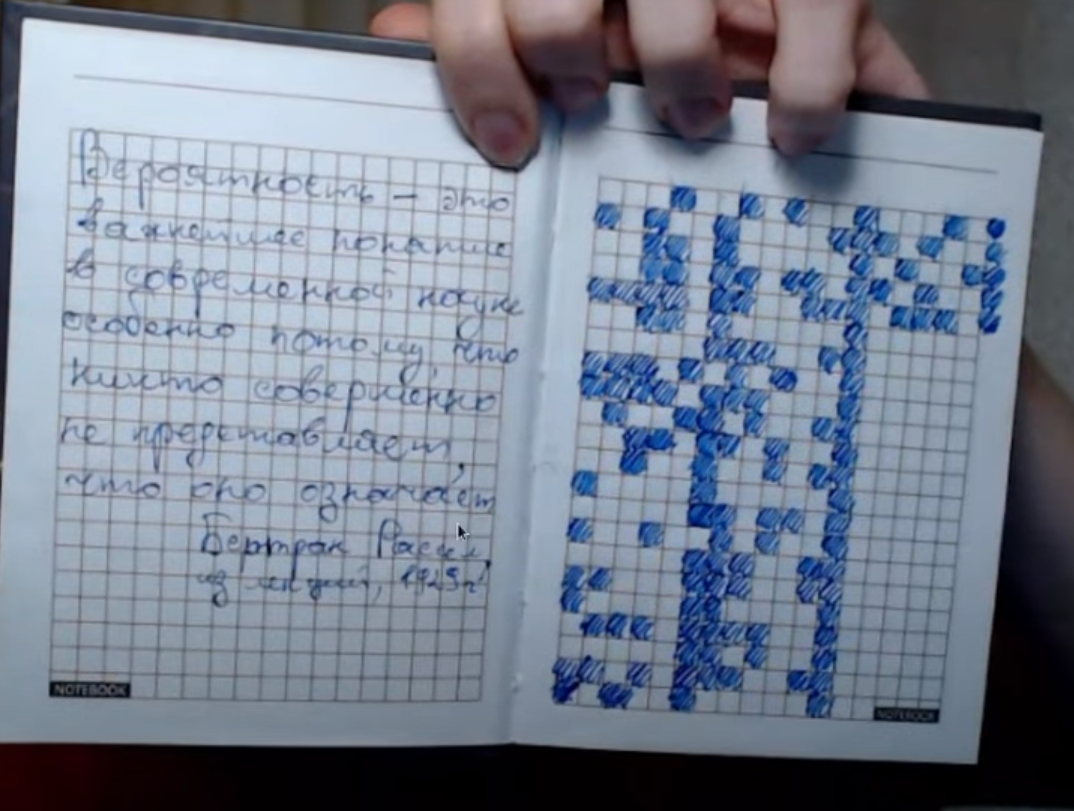 Вероятность – это
важнейшее понятие
в современной науке
особенно потому, что
никто совершенно
не представляет,
что оно означает
Бертран Рассел,
из лекций, 1929 г.
NOTEBOOK
NOTEBOOK